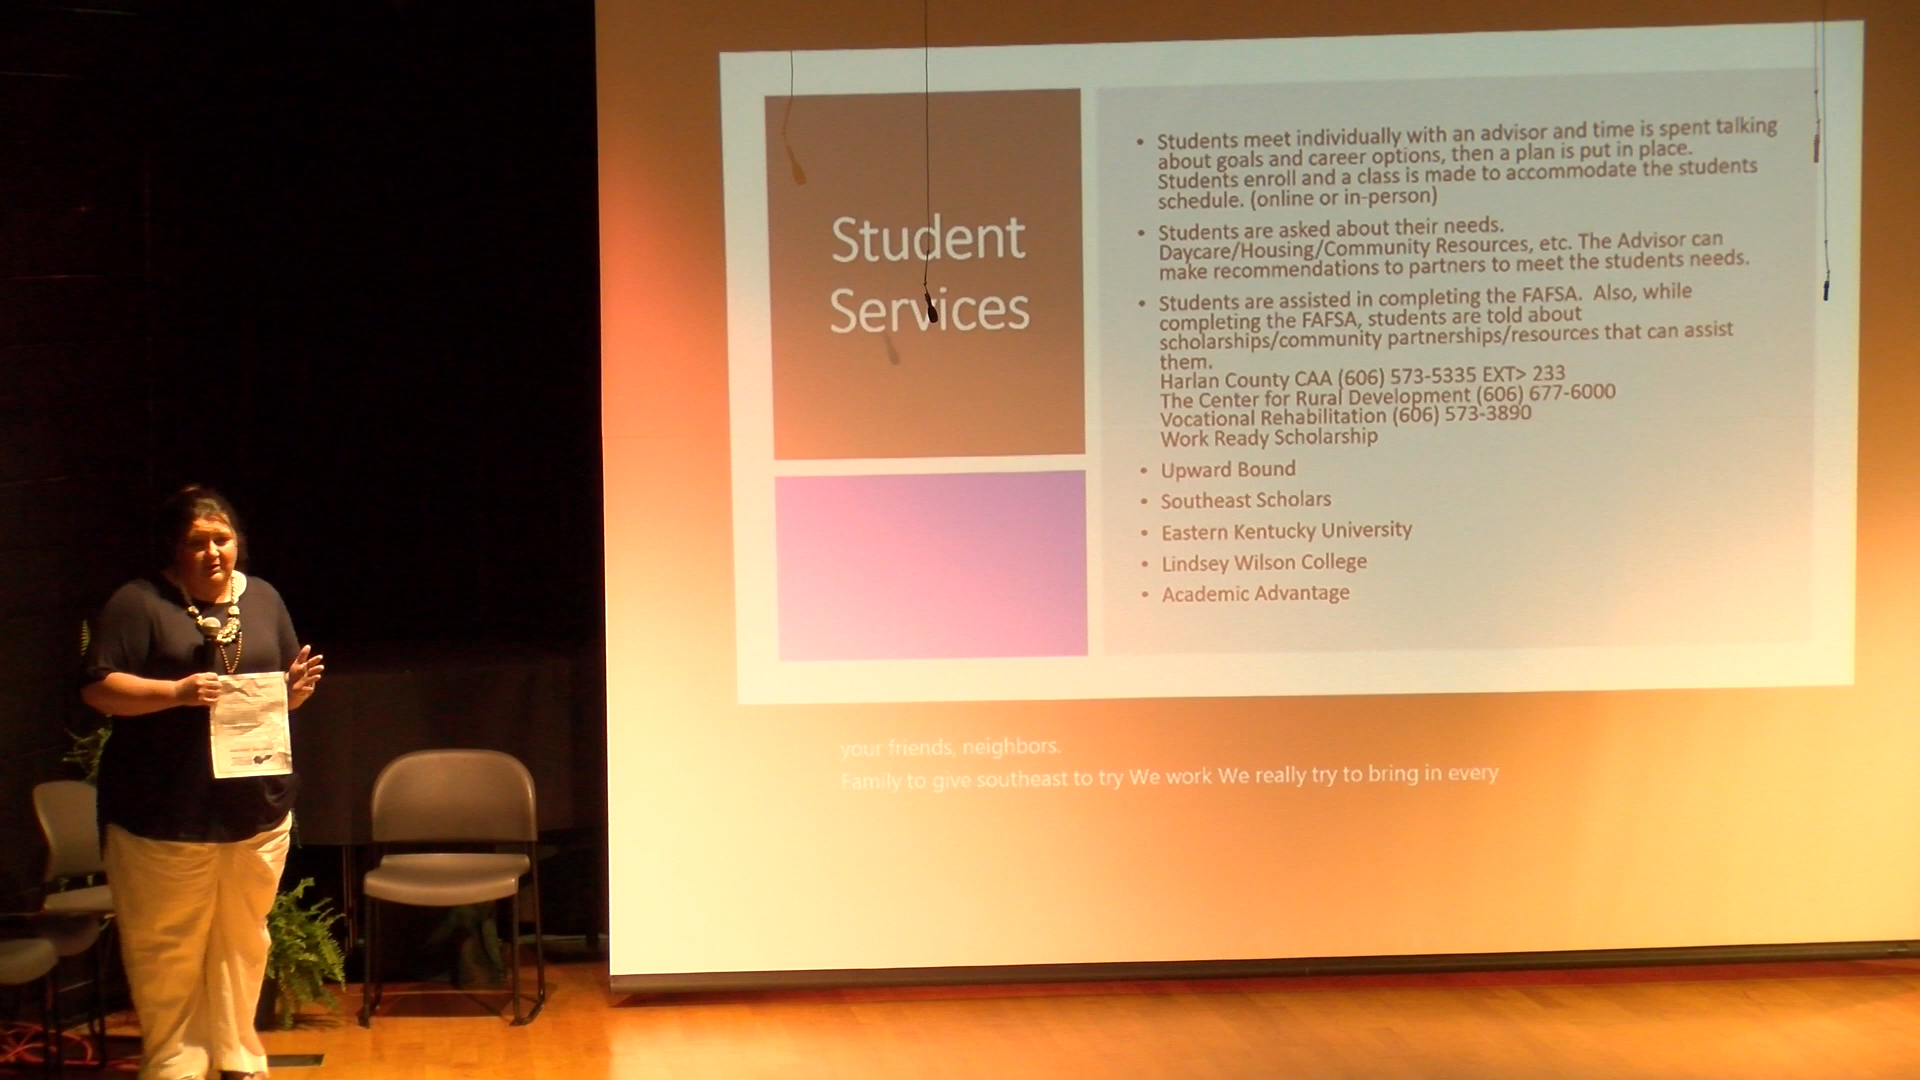 Student
Services
• Students meet individually with an advisor and time is spent talking
about goals and career options, then a plan is put in place.
Students enroll and a class is made to accommodate the students
schedule. (online or in-person)
• Students are asked about their needs.
Daycare/Housing/Community Resources, etc. The Advisor can
make recommendations to partners to meet the students needs.
• Students are assisted in completing the FAFSA. Also, while
completing the FAFSA, students are told about
scholarships/community partnerships/resources that can assist
them.
Harlan County CAA (606) 573-5335 EXT> 233
The Center for Rural Development (606) 677-6000
Vocational Rehabilitation (606) 573-3890
Work Ready Scholarship
• Upward Bound
• Southeast Scholars
• Eastern Kentucky University
• Lindsey Wilson College
• Academic Advantage
your friends, neighbors.
Family to give southeast to try We work We really try to bring in every